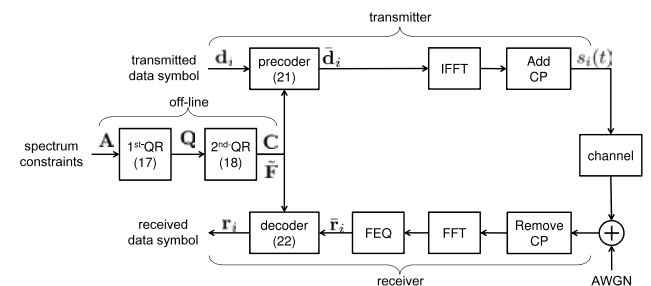 transmitter
transmitted
data symbol
d_i
precoder
(21)
d̄_i
IFFT
Add
CP
s_i(t)
off-line
spectrum
constraints
A
1st-QR
(17)
Q
2nd-QR
(18)
C
F̃
channel
received
data symbol
r_i
decoder
(22)
r̄_i
FEQ
FFT
Remove
CP
+
receiver
AWGN